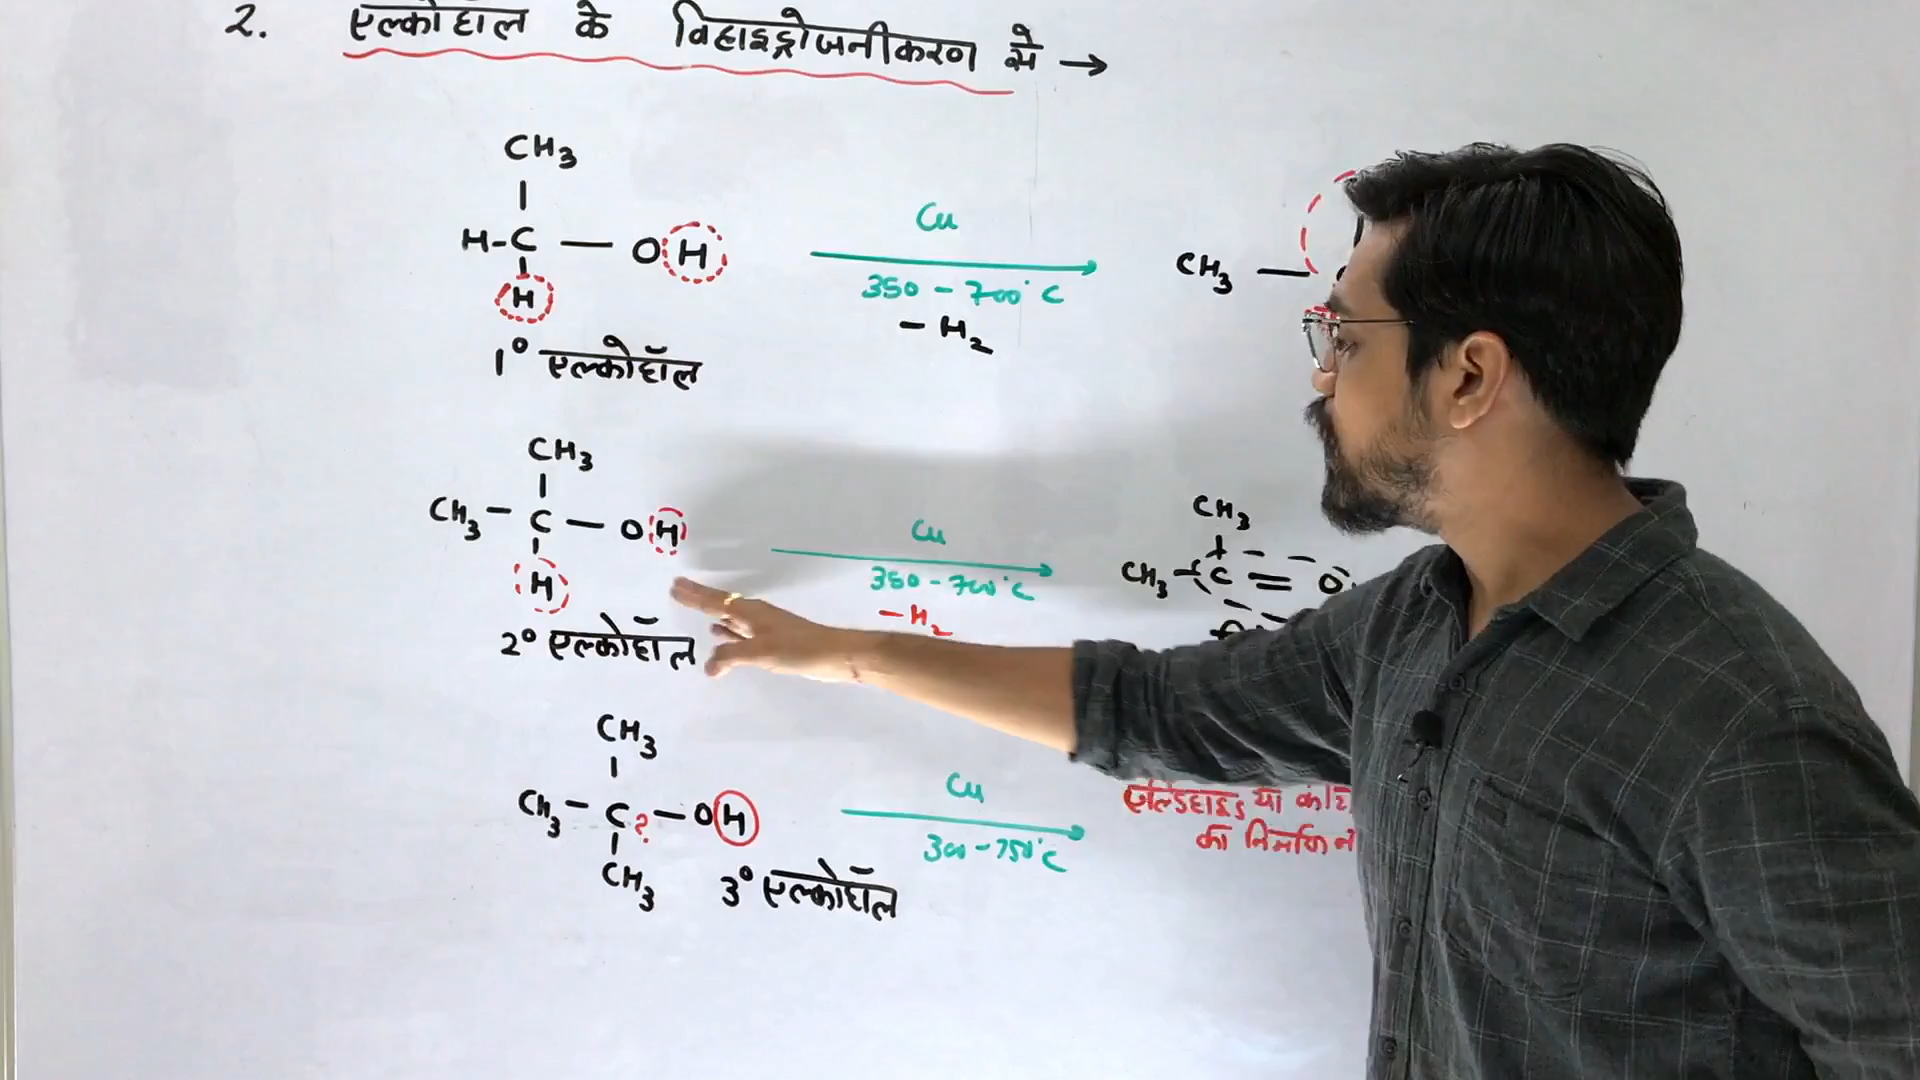 2. एल्कोहॉल के विहाइड्रोजनीकरण से →
CH3
H-C — OH
H
1° एल्कोहॉल
Cu
350 - 700°C
- H2
CH3 —
CH3
CH3 - C — OH
H
2° एल्कोहॉल
Cu
350 - 700°C
- H2
CH3
CH3 - C = O
CH3
CH3 - C ? — OH
CH3
3° एल्कोहॉल
Cu
300 - 750°C
एल्डिहाइड या
का